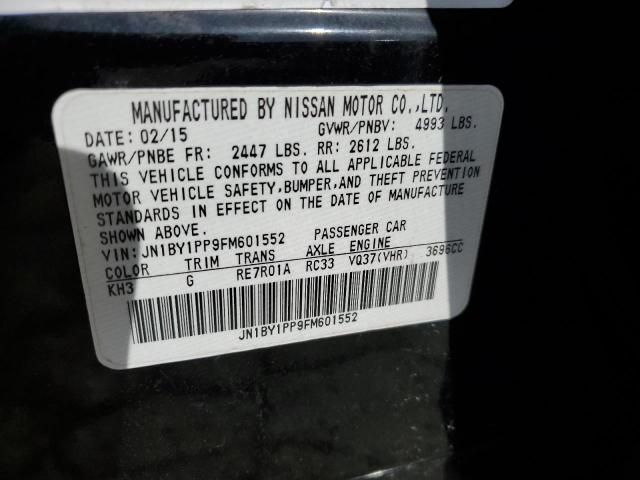 MANUFACTURED BY NISSAN MOTOR CO.,LTD.
DATE: 02/15 GVWR/PNBV: 4993 LBS.
GAWR/PNBE FR: 2447 LBS. RR: 2612 LBS.
THIS VEHICLE CONFORMS TO ALL APPLICABLE FEDERAL
MOTOR VEHICLE SAFETY,BUMPER,AND THEFT PREVENTION
STANDARDS IN EFFECT ON THE DATE OF MANUFACTURE
SHOWN ABOVE.
VIN: JN1BY1PP9FM601552 PASSENGER CAR
COLOR TRIM TRANS AXLE ENGINE
KH3 G RE7R01A RC33 VQ37(VHR) 3696CC
JN1BY1PP9FM601552